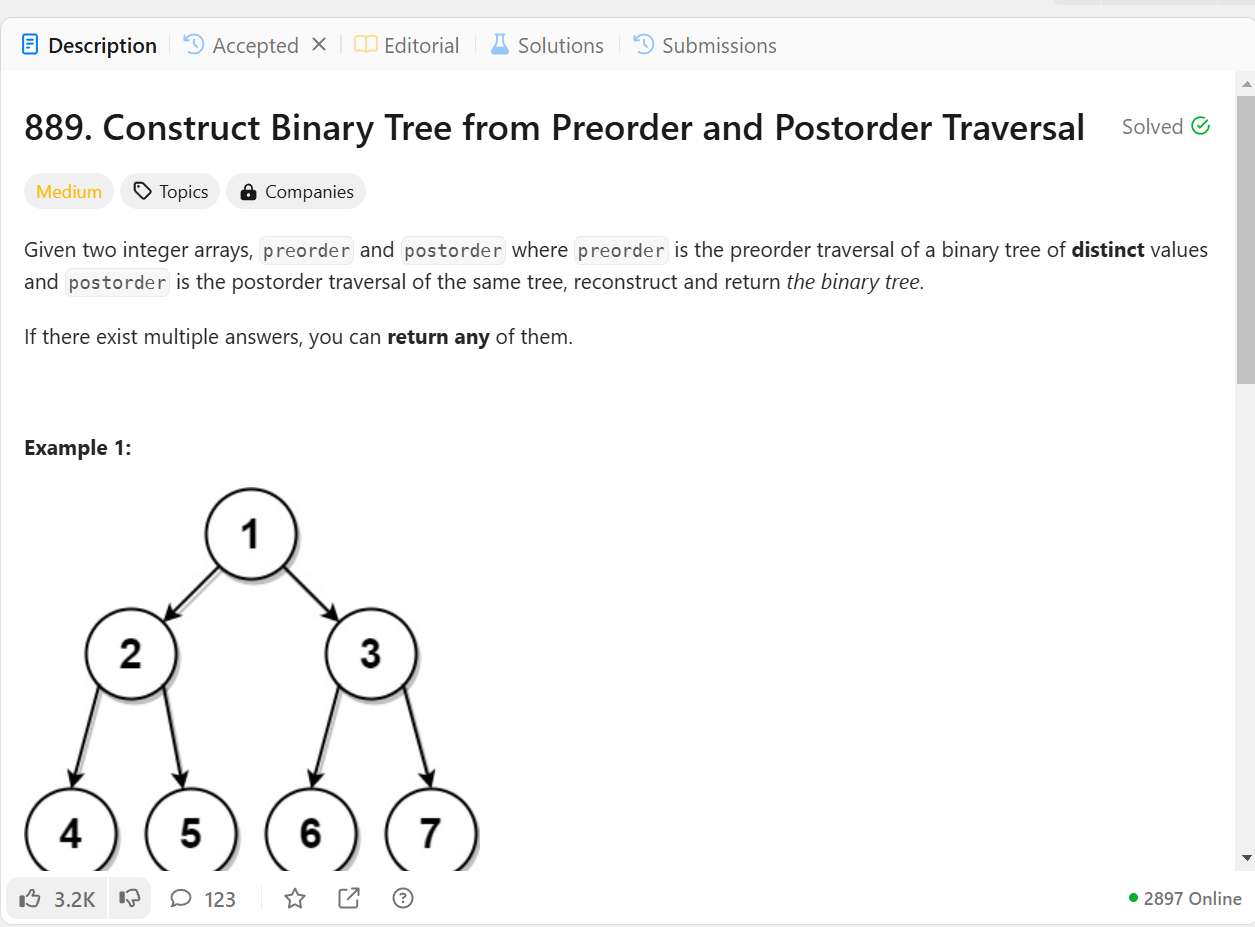 Description Accepted Editorial Solutions Submissions
889. Construct Binary Tree from Preorder and Postorder Traversal Solved
Medium Topics Companies
Given two integer arrays, preorder and postorder where preorder is the preorder traversal of a binary tree of distinct values
and postorder is the postorder traversal of the same tree, reconstruct and return the binary tree.
If there exist multiple answers, you can return any of them.
Example 1:
1
2 3
4 5 6 7
3.2K 123 2897 Online